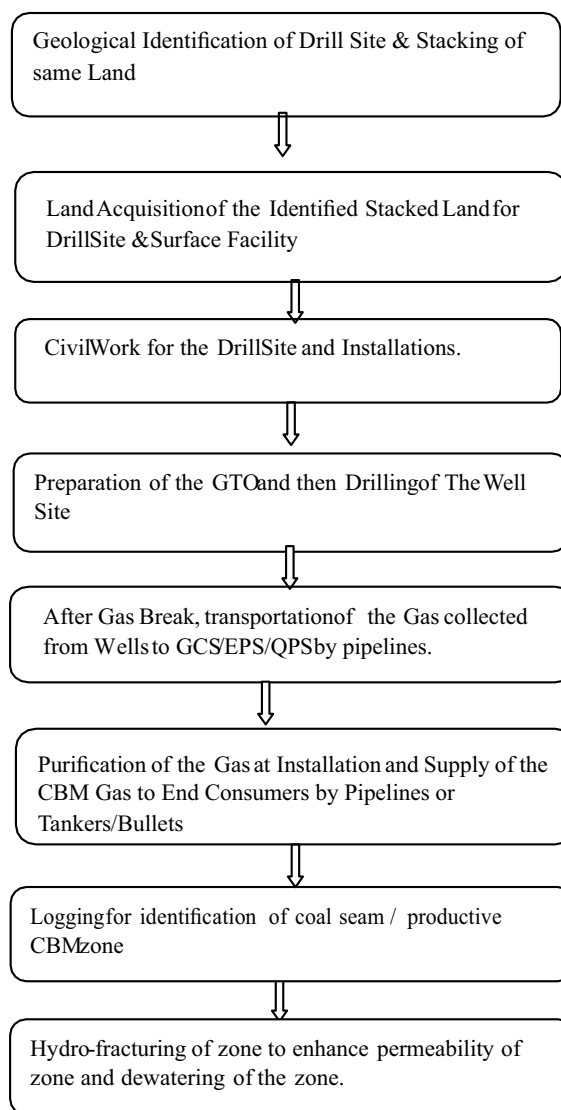 Geological Identification of Drill Site & Stacking of
same Land
Land Acquisition of the Identified Stacked Land for
Drill Site & Surface Facility
Civil Work for the Drill Site and Installations.
Preparation of the GTO and then Drilling of The Well
Site
After Gas Break, transportation of the Gas collected
from Wells to GCS/EPS/QPS by pipelines.
Purification of the Gas at Installation and Supply of the
CBM Gas to End Consumers by Pipelines or
Tankers/Bullets
Logging for identification of coal seam / productive
CBM zone
Hydro-fracturing of zone to enhance permeability of
zone and dewatering of the zone.